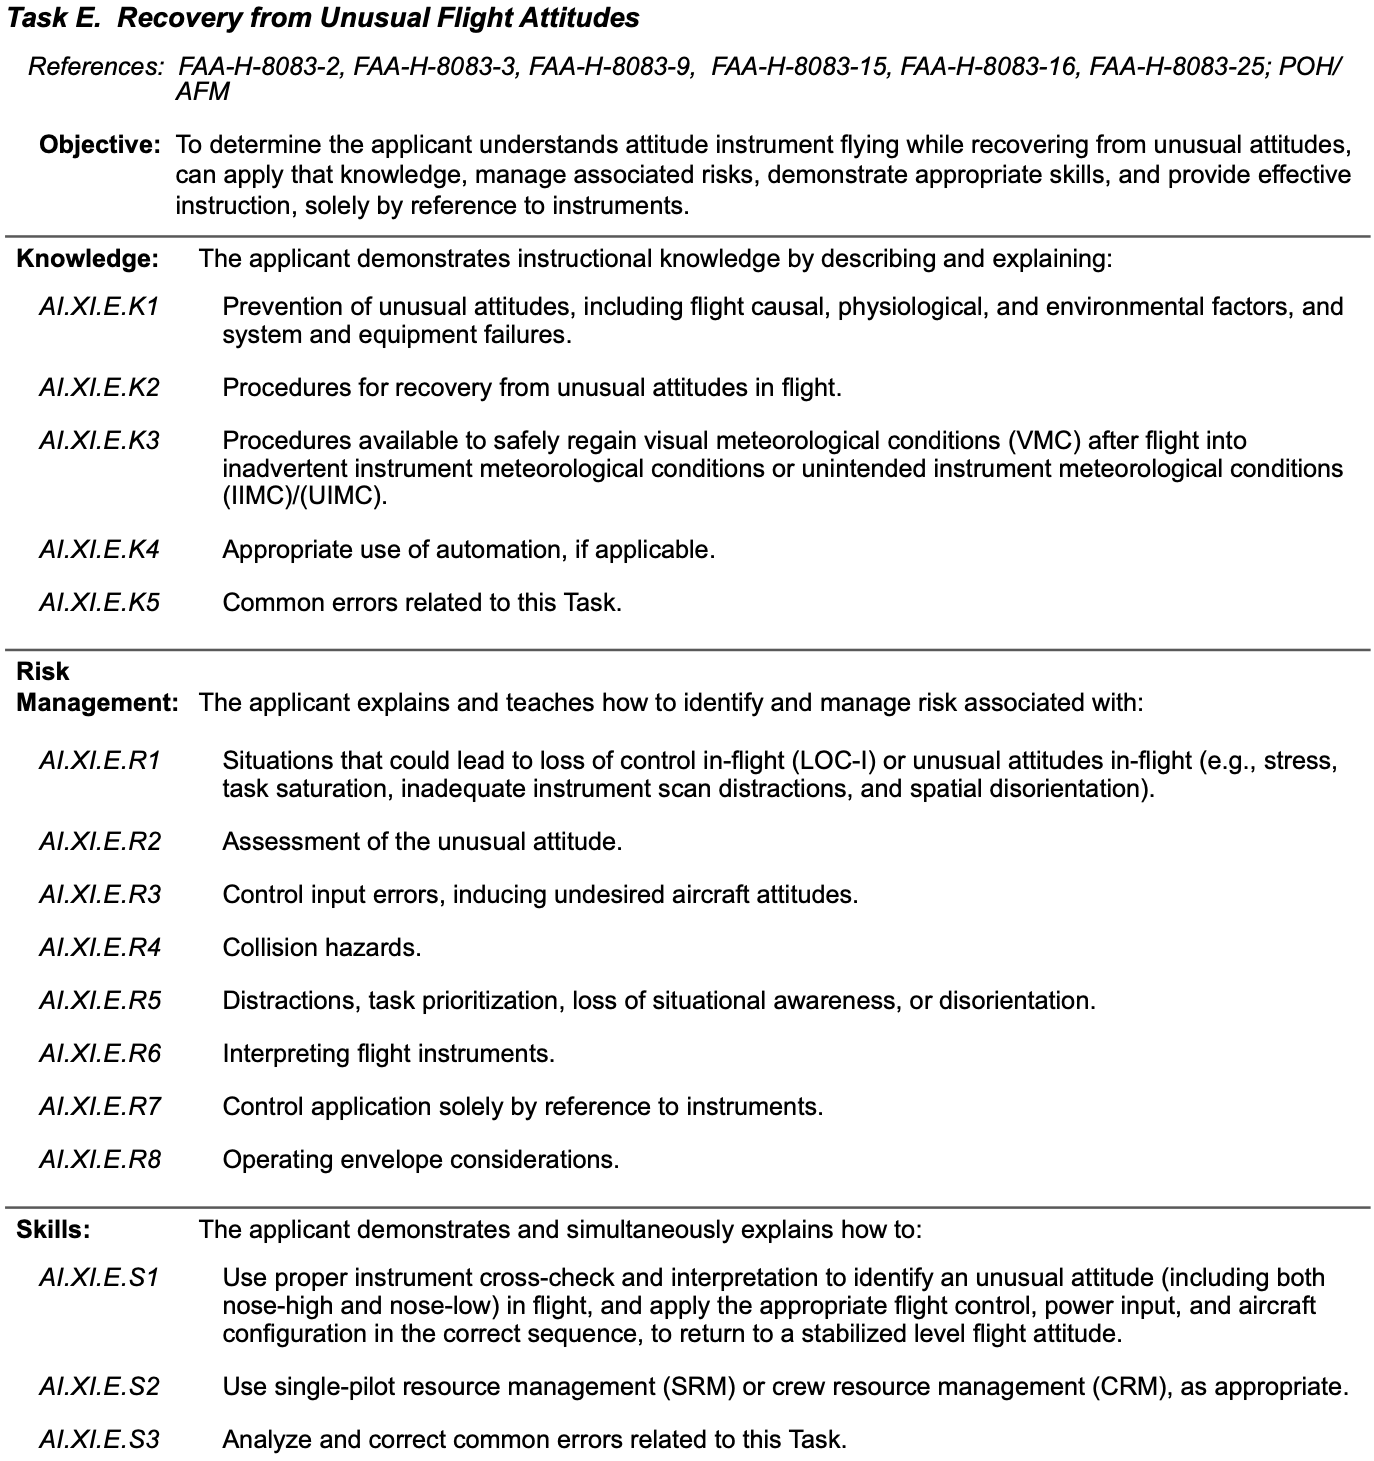 Task E. Recovery from Unusual Flight Attitudes
References: FAA-H-8083-2, FAA-H-8083-3, FAA-H-8083-9, FAA-H-8083-15, FAA-H-8083-16, FAA-H-8083-25; POH/
AFM
Objective: To determine the applicant understands attitude instrument flying while recovering from unusual attitudes,
can apply that knowledge, manage associated risks, demonstrate appropriate skills, and provide effective
instruction, solely by reference to instruments.
Knowledge: The applicant demonstrates instructional knowledge by describing and explaining:
AI.XI.E.K1 Prevention of unusual attitudes, including flight causal, physiological, and environmental factors, and
system and equipment failures.
AI.XI.E.K2 Procedures for recovery from unusual attitudes in flight.
AI.XI.E.K3 Procedures available to safely regain visual meteorological conditions (VMC) after flight into
inadvertent instrument meteorological conditions or unintended instrument meteorological conditions
(IIMC)/(UIMC).
AI.XI.E.K4 Appropriate use of automation, if applicable.
AI.XI.E.K5 Common errors related to this Task.
Risk
Management: The applicant explains and teaches how to identify and manage risk associated with:
AI.XI.E.R1 Situations that could lead to loss of control in-flight (LOC-I) or unusual attitudes in-flight (e.g., stress,
task saturation, inadequate instrument scan distractions, and spatial disorientation).
AI.XI.E.R2 Assessment of the unusual attitude.
AI.XI.E.R3 Control input errors, inducing undesired aircraft attitudes.
AI.XI.E.R4 Collision hazards.
AI.XI.E.R5 Distractions, task prioritization, loss of situational awareness, or disorientation.
AI.XI.E.R6 Interpreting flight instruments.
AI.XI.E.R7 Control application solely by reference to instruments.
AI.XI.E.R8 Operating envelope considerations.
Skills: The applicant demonstrates and simultaneously explains how to:
AI.XI.E.S1 Use proper instrument cross-check and interpretation to identify an unusual attitude (including both
nose-high and nose-low) in flight, and apply the appropriate flight control, power input, and aircraft
configuration in the correct sequence, to return to a stabilized level flight attitude.
AI.XI.E.S2 Use single-pilot resource management (SRM) or crew resource management (CRM), as appropriate.
AI.XI.E.S3 Analyze and correct common errors related to this Task.